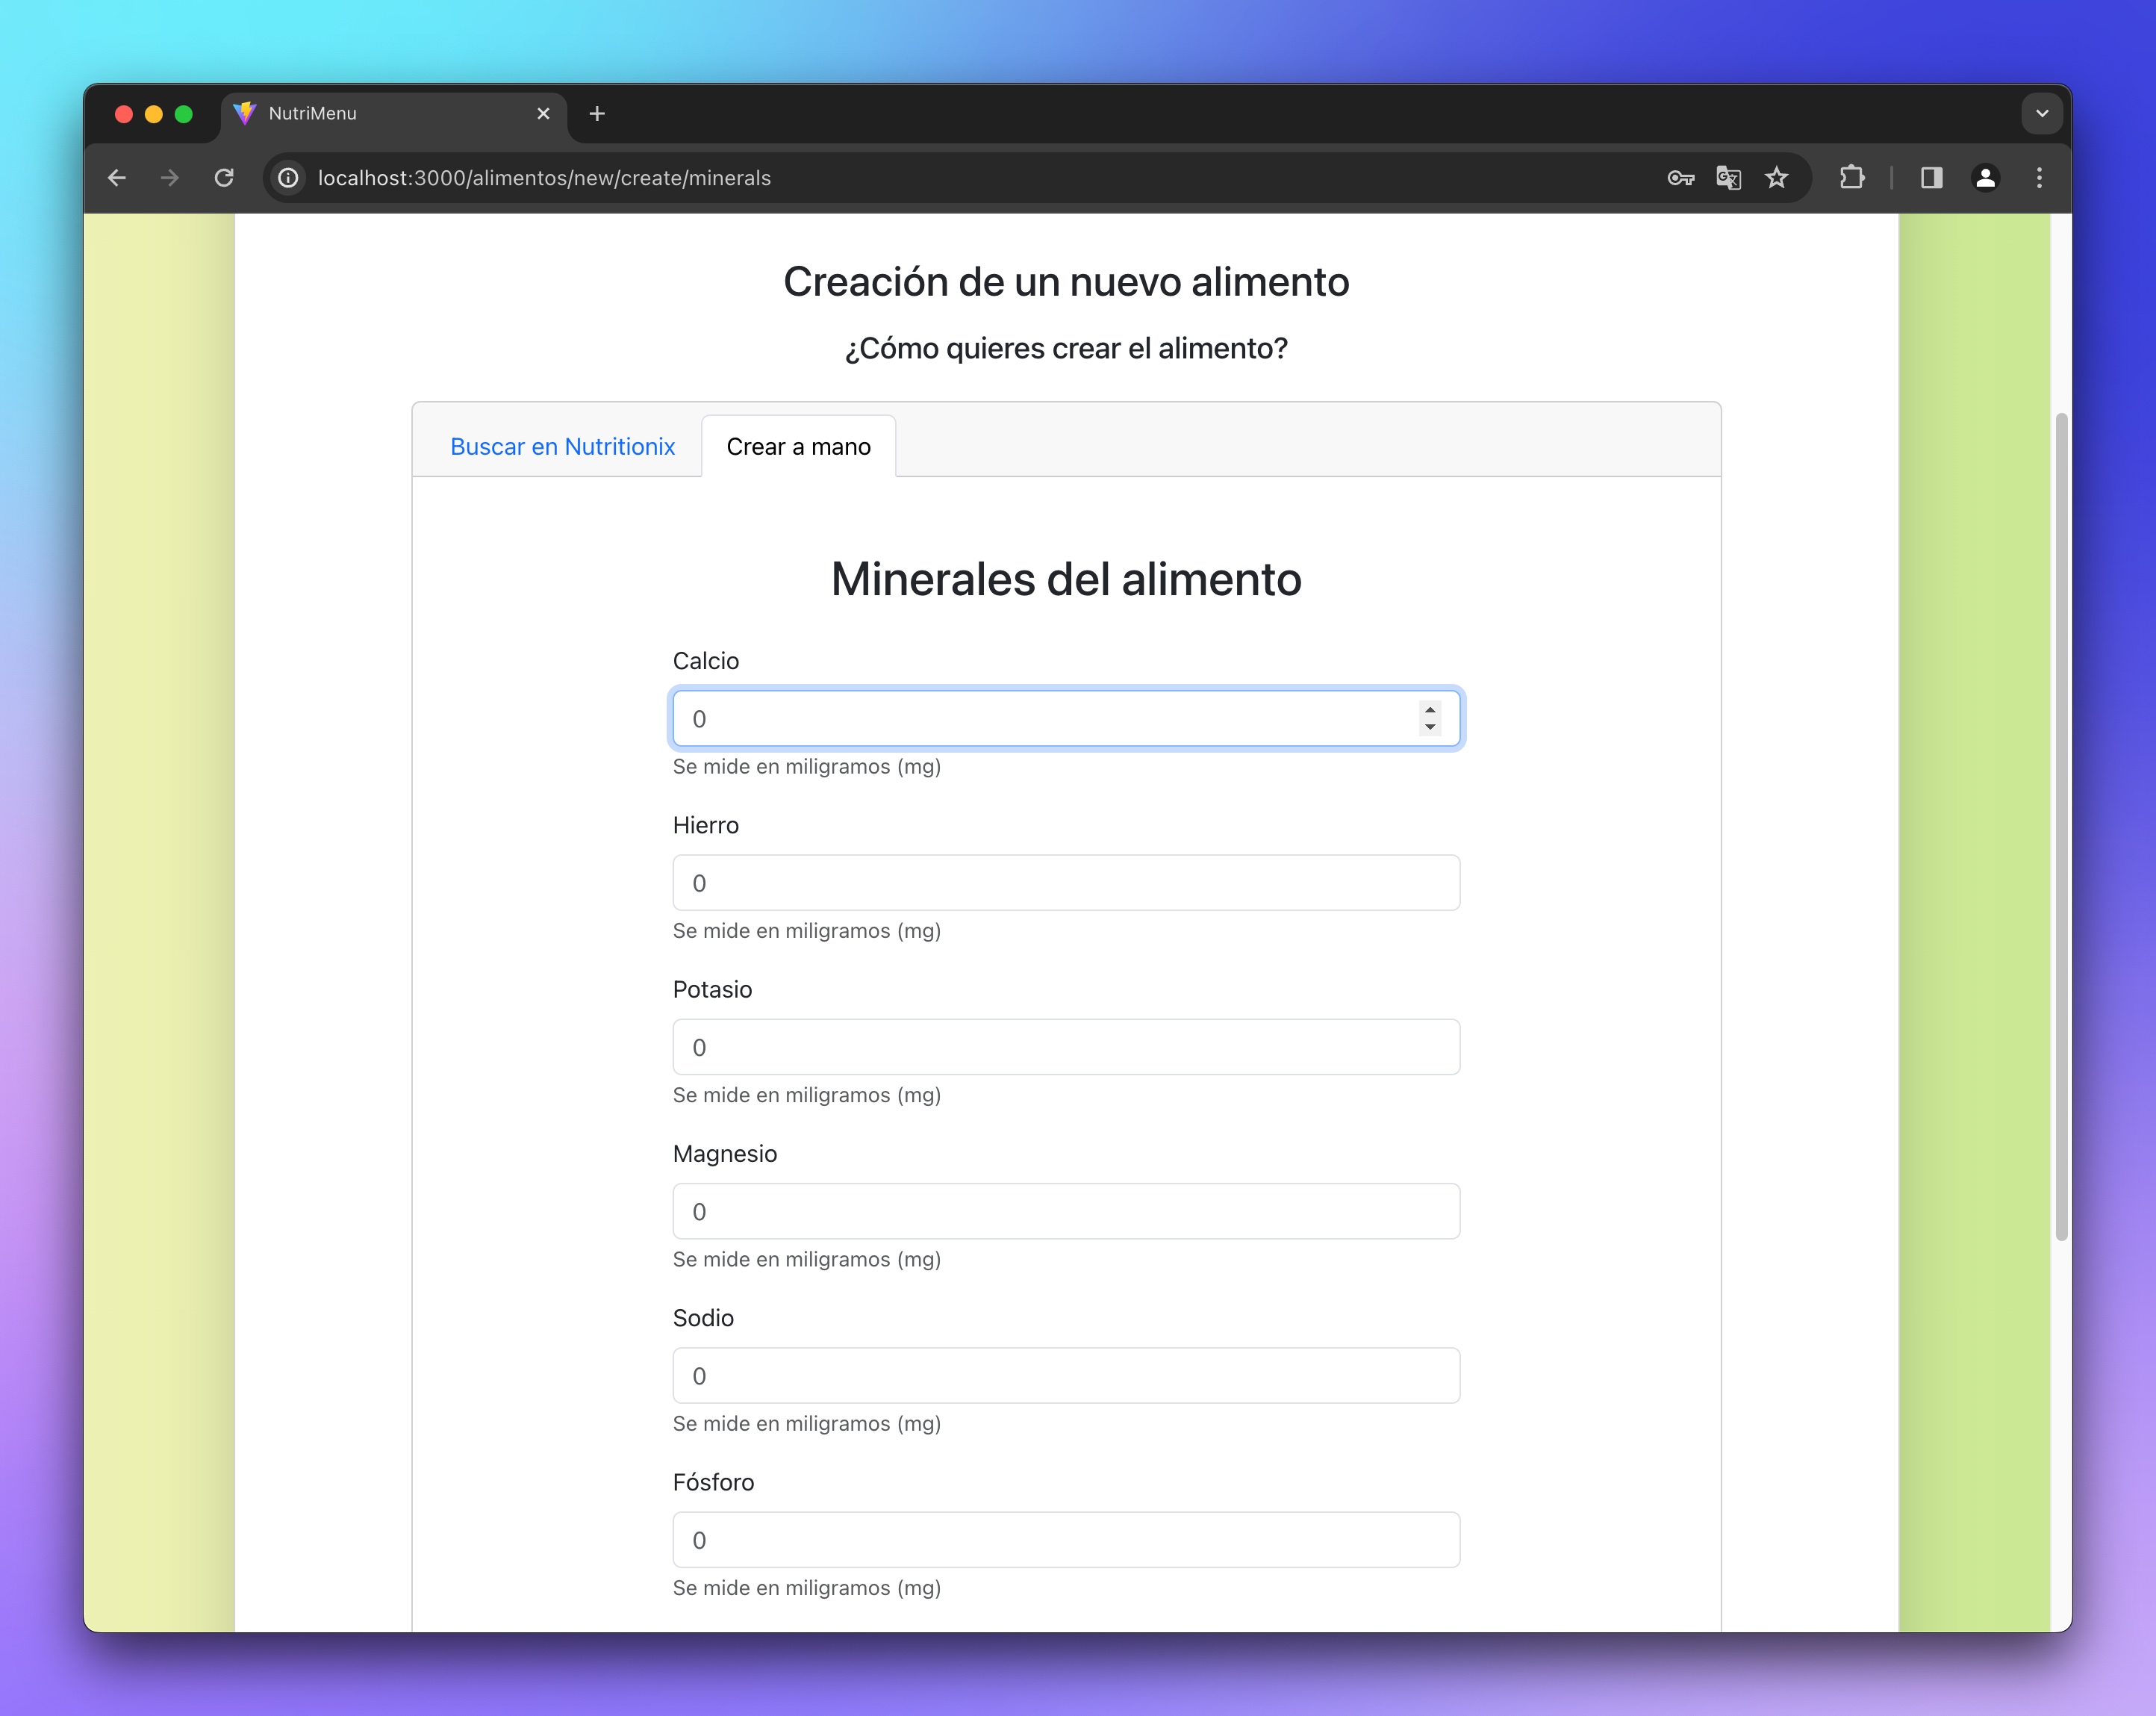 NutriMenu
localhost:3000/alimentos/new/create/minerals
Creación de un nuevo alimento
¿Cómo quieres crear el alimento?
Buscar en Nutritionix
Crear a mano
Minerales del alimento
Calcio
0
Se mide en miligramos (mg)
Hierro
0
Se mide en miligramos (mg)
Potasio
0
Se mide en miligramos (mg)
Magnesio
0
Se mide en miligramos (mg)
Sodio
0
Se mide en miligramos (mg)
Fósforo
0
Se mide en miligramos (mg)